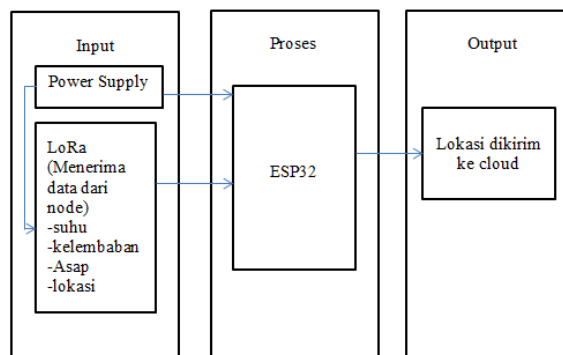 Input
Power Supply
LoRa
(Menerima
data dari
node)
-suhu
-kelembaban
-Asap
-lokasi
Proses
ESP32
Output
Lokasi dikirim
ke cloud